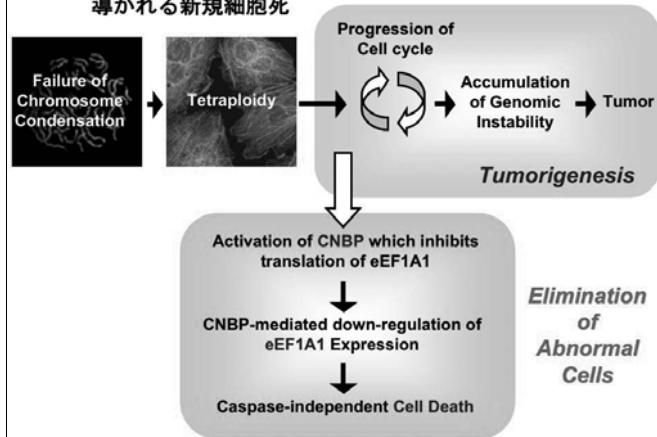 導かれる新規細胞死
Failure of
Chromosome
Condensation
Tetraploidy
Progression of
Cell cycle
Accumulation
of Genomic
Instability
Tumor
Tumorigenesis
Activation of CNBP which inhibits
translation of eEF1A1
CNBP-mediated down-regulation of
eEF1A1 Expression
Caspase-independent Cell Death
Elimination
of
Abnormal
Cells